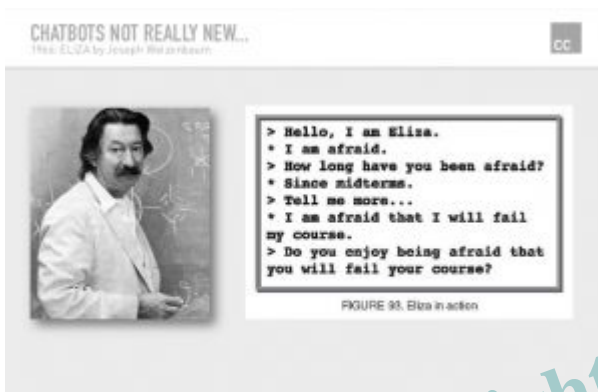 CHATBOTS NOT REALLY NEW...
1966: ELIZA by Joseph Weizenbaum
cc
> Hello, I am Eliza.
* I am afraid.
> How long have you been afraid?
* Since midterms.
> Tell me more...
* I am afraid that I will fail
my course.
> Do you enjoy being afraid that
you will fail your course?
FIGURE 93. Eliza in action